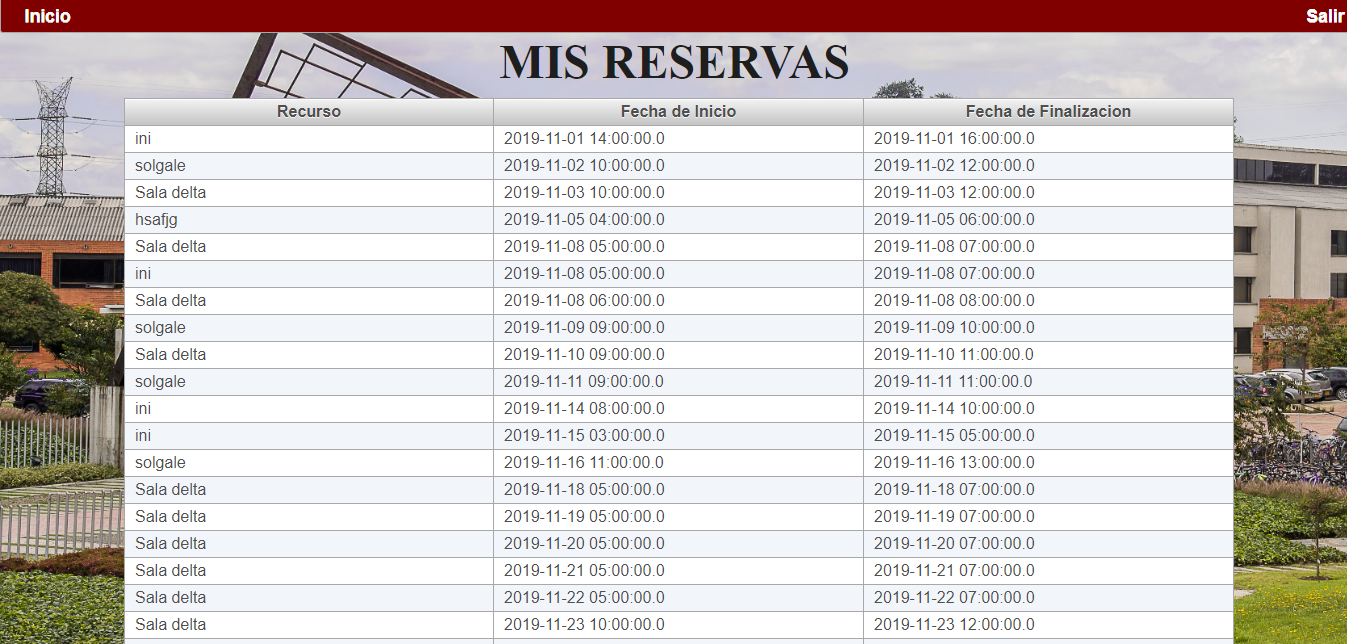 Inicio Salir
MIS RESERVAS
Recurso Fecha de Inicio Fecha de Finalizacion
ini 2019-11-01 14:00:00.0 2019-11-01 16:00:00.0
solgale 2019-11-02 10:00:00.0 2019-11-02 12:00:00.0
Sala delta 2019-11-03 10:00:00.0 2019-11-03 12:00:00.0
hsafjg 2019-11-05 04:00:00.0 2019-11-05 06:00:00.0
Sala delta 2019-11-08 05:00:00.0 2019-11-08 07:00:00.0
ini 2019-11-08 05:00:00.0 2019-11-08 07:00:00.0
Sala delta 2019-11-08 06:00:00.0 2019-11-08 08:00:00.0
solgale 2019-11-09 09:00:00.0 2019-11-09 10:00:00.0
Sala delta 2019-11-10 09:00:00.0 2019-11-10 11:00:00.0
solgale 2019-11-11 09:00:00.0 2019-11-11 11:00:00.0
ini 2019-11-14 08:00:00.0 2019-11-14 10:00:00.0
ini 2019-11-15 03:00:00.0 2019-11-15 05:00:00.0
solgale 2019-11-16 11:00:00.0 2019-11-16 13:00:00.0
Sala delta 2019-11-18 05:00:00.0 2019-11-18 07:00:00.0
Sala delta 2019-11-19 05:00:00.0 2019-11-19 07:00:00.0
Sala delta 2019-11-20 05:00:00.0 2019-11-20 07:00:00.0
Sala delta 2019-11-21 05:00:00.0 2019-11-21 07:00:00.0
Sala delta 2019-11-22 05:00:00.0 2019-11-22 07:00:00.0
Sala delta 2019-11-23 10:00:00.0 2019-11-23 12:00:00.0